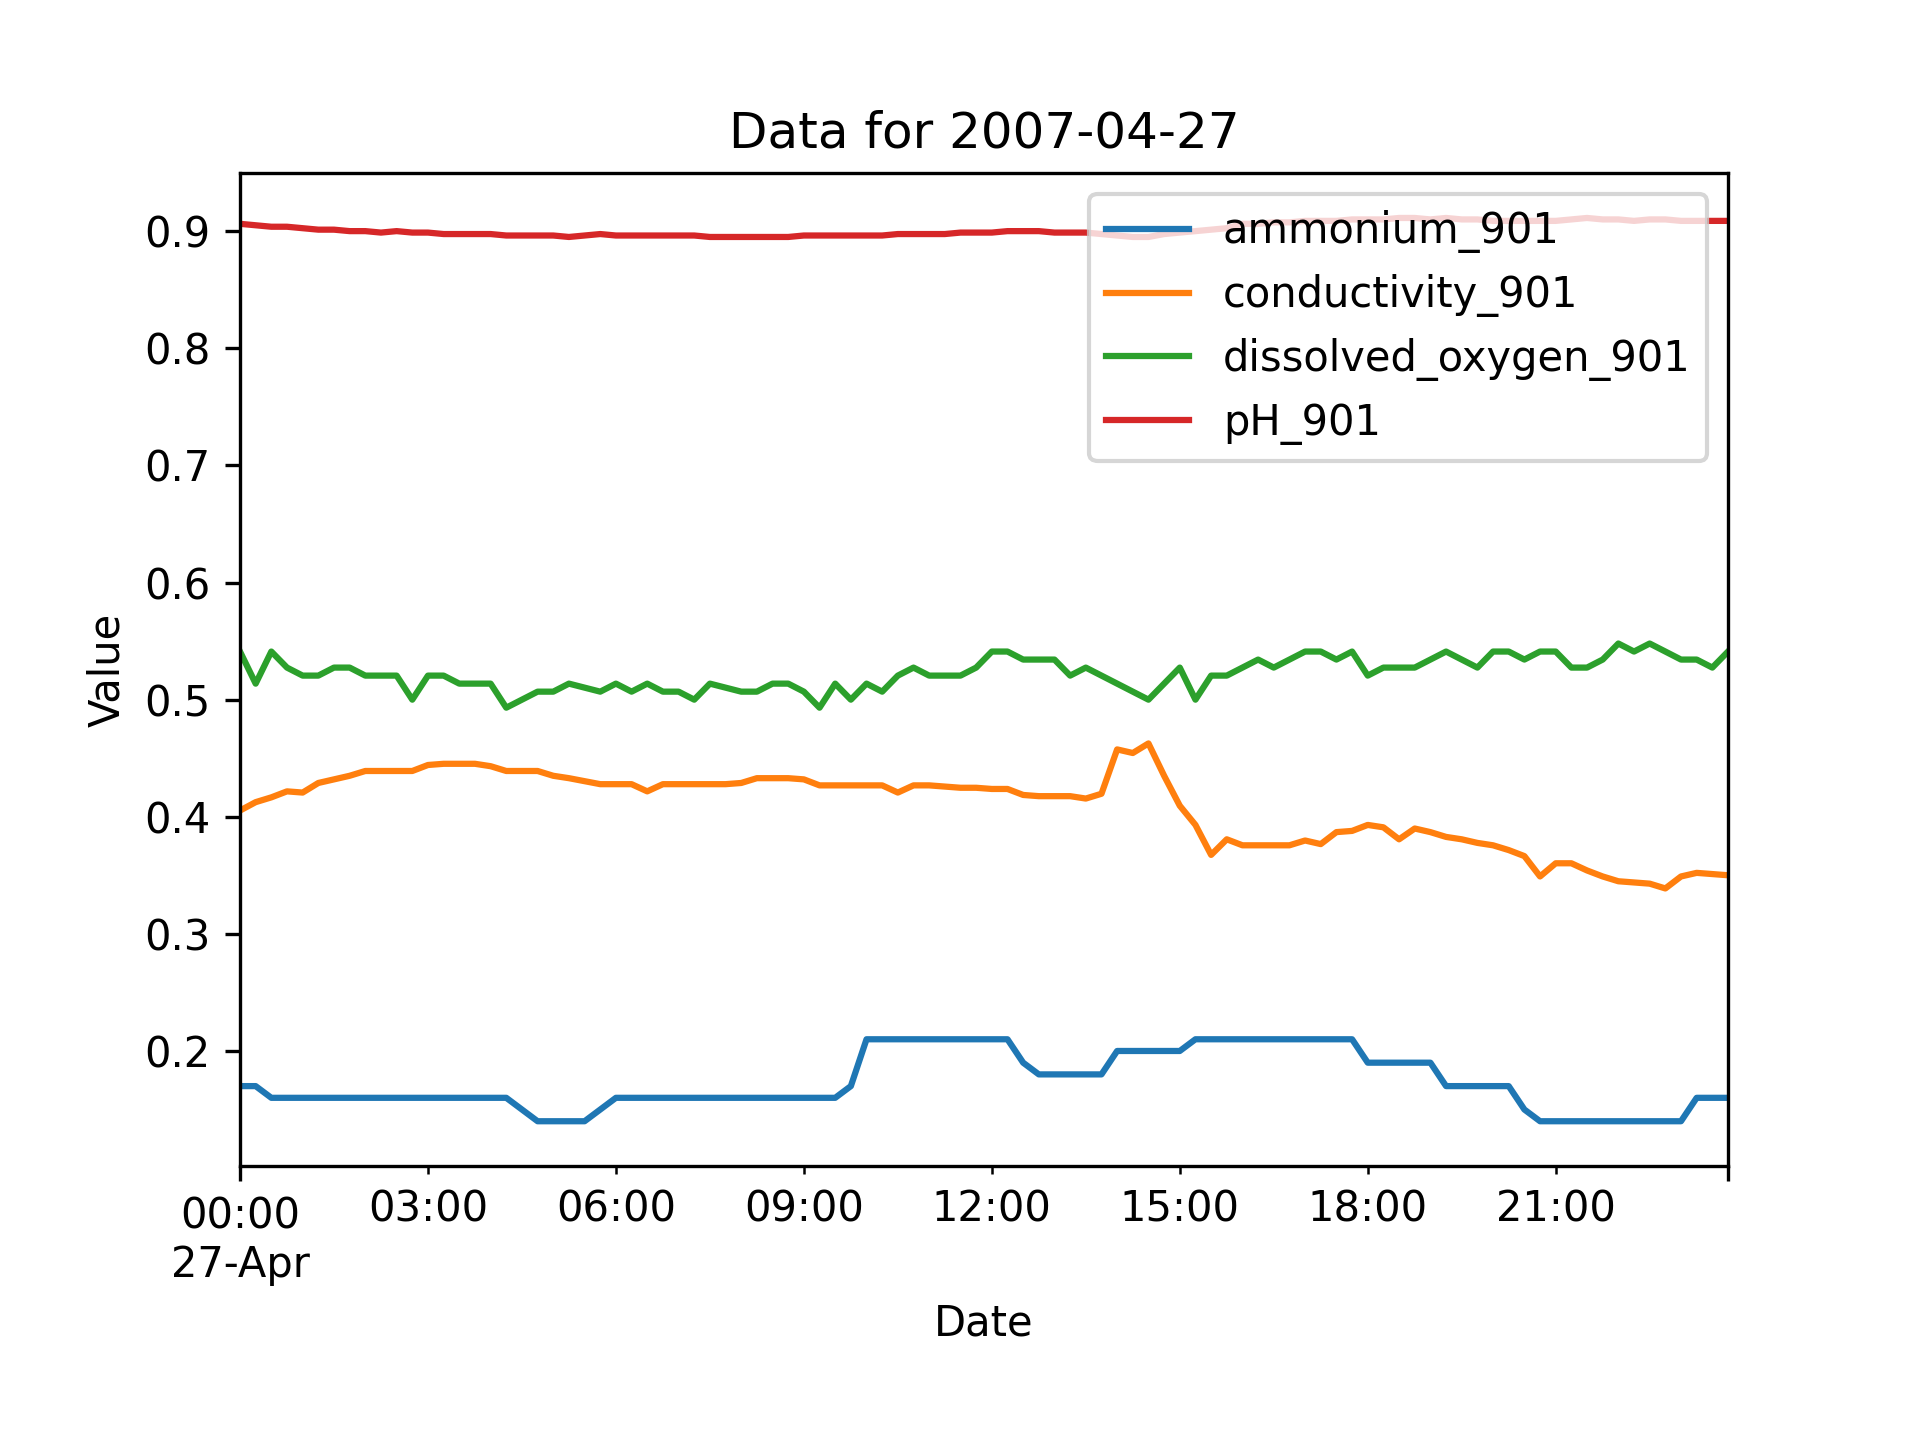 Data for 2007-04-27
ammonium_901
conductivity_901
dissolved_oxygen_901
pH_901
Value
0.9
0.8
0.7
0.6
0.5
0.4
0.3
0.2
00:00 03:00 06:00 09:00 12:00 15:00 18:00 21:00
27-Apr
Date